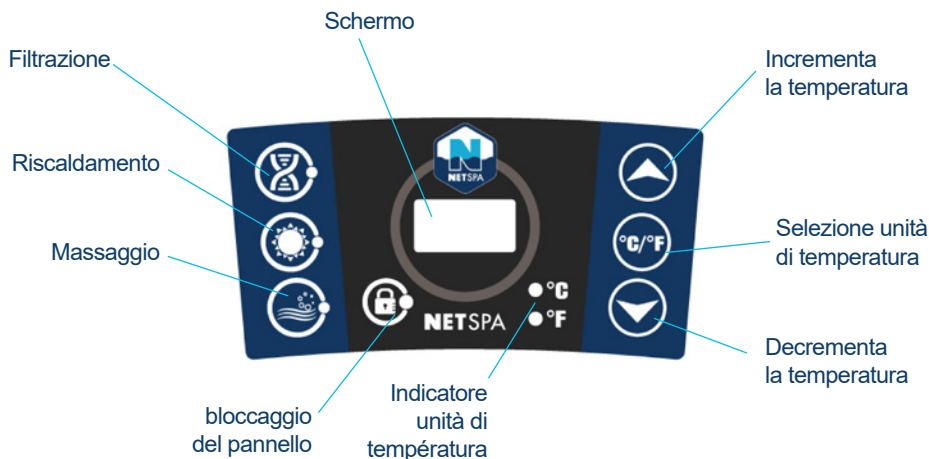 Schermo
Filtrazione
Incrementa
la temperatura
Riscaldamento
NETSPA
Massaggio
°C/°F
Selezione unità
di temperatura
°C
NETSPA
°F
Decrementa
la temperatura
bloccaggio
del pannello
Indicatore
unità di
température